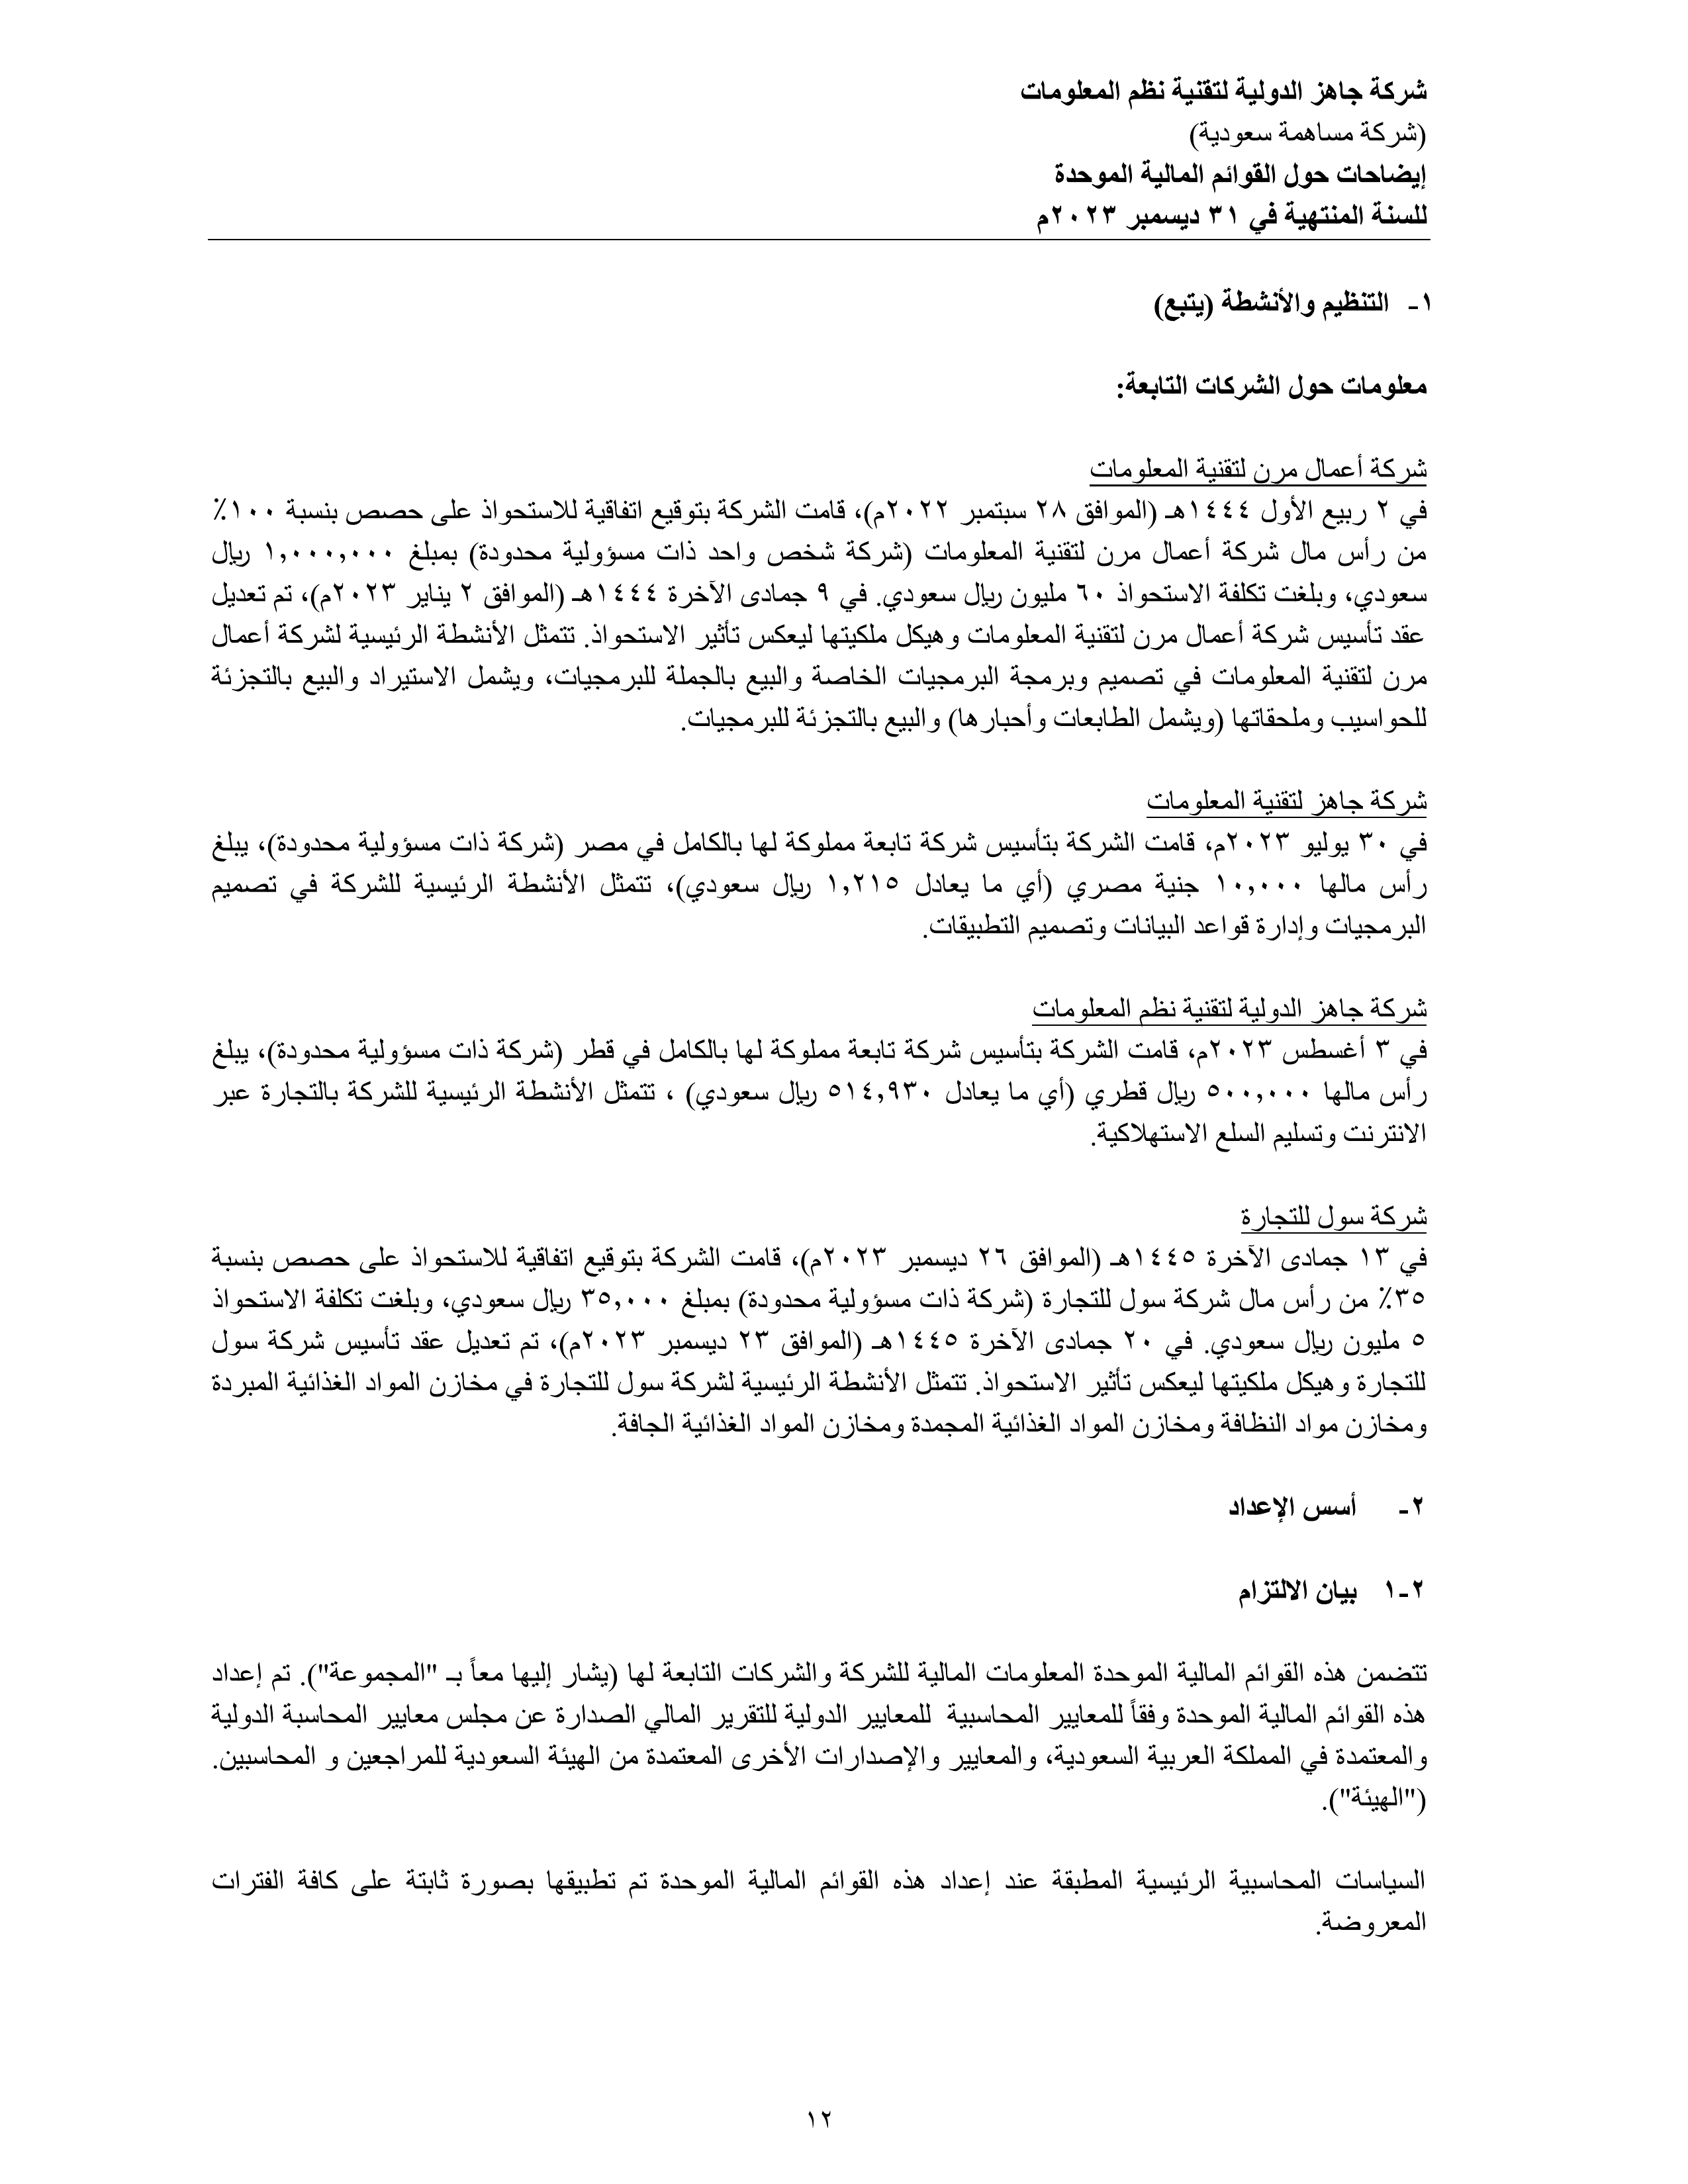 شركة جاهز الدولية لتقنية نظم المعلومات
(شركة مساهمة سعودية)
إيضاحات حول القوائم المالية الموحدة
للسنة المنتهية في ٣١ ديسمبر ٢٠٢٣م
١- التنظيم والأنشطة (يتبع)
معلومات حول الشركات التابعة:
شركة أعمال مرن لتقنية المعلومات
في ٢ ربيع الأول ١٤٤٤هـ (الموافق ٢٨ سبتمبر ٢٠٢٢م)، قامت الشركة بتوقيع اتفاقية للاستحواذ على حصص بنسبة ١٠٠٪
من رأس مال شركة أعمال مرن لتقنية المعلومات (شركة شخص واحد ذات مسؤولية محدودة) بمبلغ ١,٠٠٠,٠٠٠ ريال
سعودي، وبلغت تكلفة الاستحواذ ٦٠ مليون ريال سعودي. في ٩ جمادى الآخرة ١٤٤٤هـ (الموافق ٢ يناير ٢٠٢٣م)، تم تعديل
عقد تأسيس شركة أعمال مرن لتقنية المعلومات وهيكل ملكيتها ليعكس تأثير الاستحواذ. تتمثل الأنشطة الرئيسية لشركة أعمال
مرن لتقنية المعلومات في تصميم وبرمجة البرمجيات الخاصة والبيع بالجملة للبرمجيات، ويشمل الاستيراد والبيع بالتجزئة
للحواسيب وملحقاتها (ويشمل الطابعات وأحبارها) والبيع بالتجزئة للبرمجيات.
شركة جاهز لتقنية المعلومات
في ٣٠ يوليو ٢٠٢٣م، قامت الشركة بتأسيس شركة تابعة مملوكة لها بالكامل في مصر (شركة ذات مسؤولية محدودة)، يبلغ
رأس مالها ١٠,٠٠٠ جنية مصري (أي ما يعادل ١,٢١٥ ريال سعودي)، تتمثل الأنشطة الرئيسية للشركة في تصميم
البرمجيات وإدارة قواعد البيانات وتصميم التطبيقات.
شركة جاهز الدولية لتقنية نظم المعلومات
في ٣ أغسطس ٢٠٢٣م، قامت الشركة بتأسيس شركة تابعة مملوكة لها بالكامل في قطر (شركة ذات مسؤولية محدودة)، يبلغ
رأس مالها ٥٠٠,٠٠٠ ريال قطري (أي ما يعادل ٥١٤,٩٣٠ ريال سعودي) ، تتمثل الأنشطة الرئيسية للشركة بالتجارة عبر
الانترنت وتسليم السلع الاستهلاكية.
شركة سول للتجارة
في ١٣ جمادى الآخرة ١٤٤٥هـ (الموافق ٢٦ ديسمبر ٢٠٢٣م)، قامت الشركة بتوقيع اتفاقية للاستحواذ على حصص بنسبة
٣٥٪ من رأس مال شركة سول للتجارة (شركة ذات مسؤولية محدودة) بمبلغ ٣٥,٠٠٠ ريال سعودي، وبلغت تكلفة الاستحواذ
٥ مليون ريال سعودي. في ٢٠ جمادى الآخرة ١٤٤٥هـ (الموافق ٢٣ ديسمبر ٢٠٢٣م)، تم تعديل عقد تأسيس شركة سول
للتجارة وهيكل ملكيتها ليعكس تأثير الاستحواذ. تتمثل الأنشطة الرئيسية لشركة سول للتجارة في مخازن المواد الغذائية المبردة
ومخازن مواد النظافة ومخازن المواد الغذائية المجمدة ومخازن المواد الغذائية الجافة.
٢- أسس الإعداد
٢-١ بيان الالتزام
تتضمن هذه القوائم المالية الموحدة المعلومات المالية للشركة والشركات التابعة لها (يشار إليها معاً بـ "المجموعة"). تم إعداد
هذه القوائم المالية الموحدة وفقاً للمعايير المحاسبية للمعايير الدولية للتقرير المالي الصدارة عن مجلس معايير المحاسبة الدولية
والمعتمدة في المملكة العربية السعودية، والمعايير والإصدارات الأخرى المعتمدة من الهيئة السعودية للمراجعين و المحاسبين.
("الهيئة").
السياسات المحاسبية الرئيسية المطبقة عند إعداد هذه القوائم المالية الموحدة تم تطبيقها بصورة ثابتة على كافة الفترات
المعروضة.
١٢